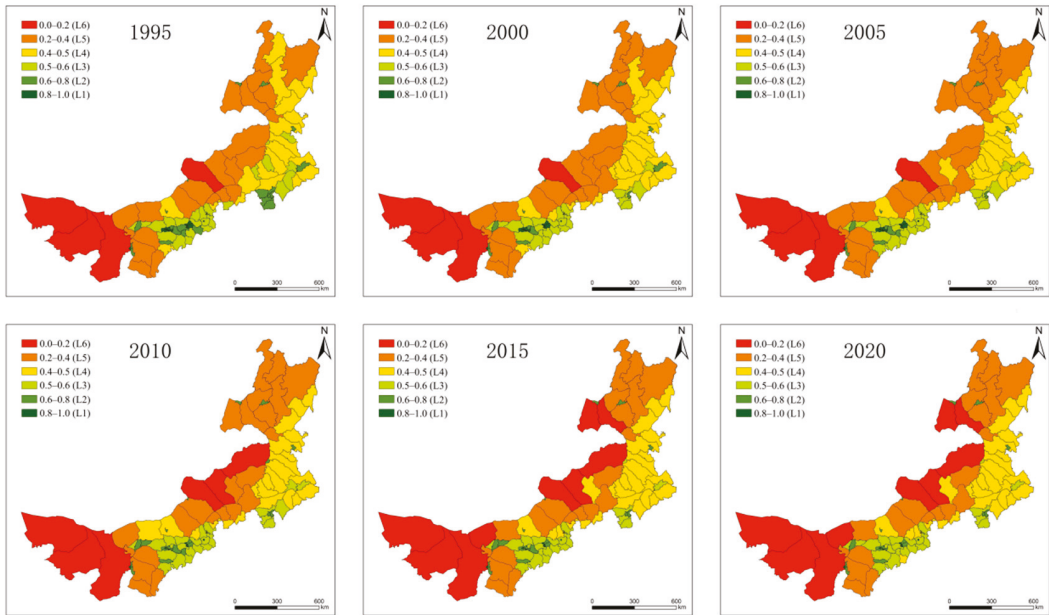 1995
N
0.0–0.2 (L6)
0.2–0.4 (L5)
0.4–0.5 (L4)
0.5–0.6 (L3)
0.6–0.8 (L2)
0.8–1.0 (L1)
0 300 600
km
2000
N
0.0–0.2 (L6)
0.2–0.4 (L5)
0.4–0.5 (L4)
0.5–0.6 (L3)
0.6–0.8 (L2)
0.8–1.0 (L1)
0 300 600
km
2005
N
0.0–0.2 (L6)
0.2–0.4 (L5)
0.4–0.5 (L4)
0.5–0.6 (L3)
0.6–0.8 (L2)
0.8–1.0 (L1)
0 300 600
km
2010
N
0.0–0.2 (L6)
0.2–0.4 (L5)
0.4–0.5 (L4)
0.5–0.6 (L3)
0.6–0.8 (L2)
0.8–1.0 (L1)
0 300 600
km
2015
N
0.0–0.2 (L6)
0.2–0.4 (L5)
0.4–0.5 (L4)
0.5–0.6 (L3)
0.6–0.8 (L2)
0.8–1.0 (L1)
0 300 600
km
2020
N
0.0–0.2 (L6)
0.2–0.4 (L5)
0.4–0.5 (L4)
0.5–0.6 (L3)
0.6–0.8 (L2)
0.8–1.0 (L1)
0 300 600
km